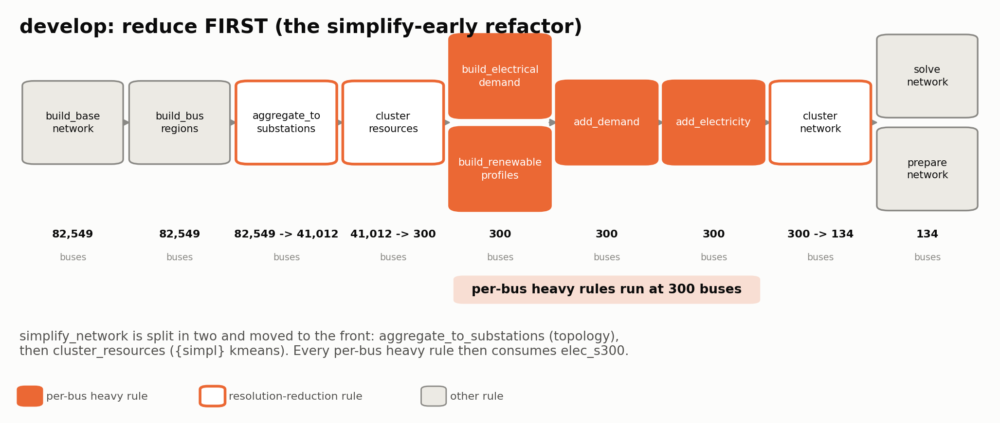 develop: reduce FIRST (the simplify-early refactor)
build_base
network
build_bus
regions
aggregate_to
substations
cluster
resources
build_electrical
demand
build_renewable
profiles
add_demand
add_electricity
cluster
network
solve
network
prepare
network
82,549
buses
82,549
buses
82,549 -> 41,012
buses
41,012 -> 300
buses
300
buses
300
buses
300
buses
300 -> 134
buses
134
buses
per-bus heavy rules run at 300 buses
simplify_network is split in two and moved to the front: aggregate_to_substations (topology),
then cluster_resources ({simpl} kmeans). Every per-bus heavy rule then consumes elec_s300.
per-bus heavy rule
resolution-reduction rule
other rule